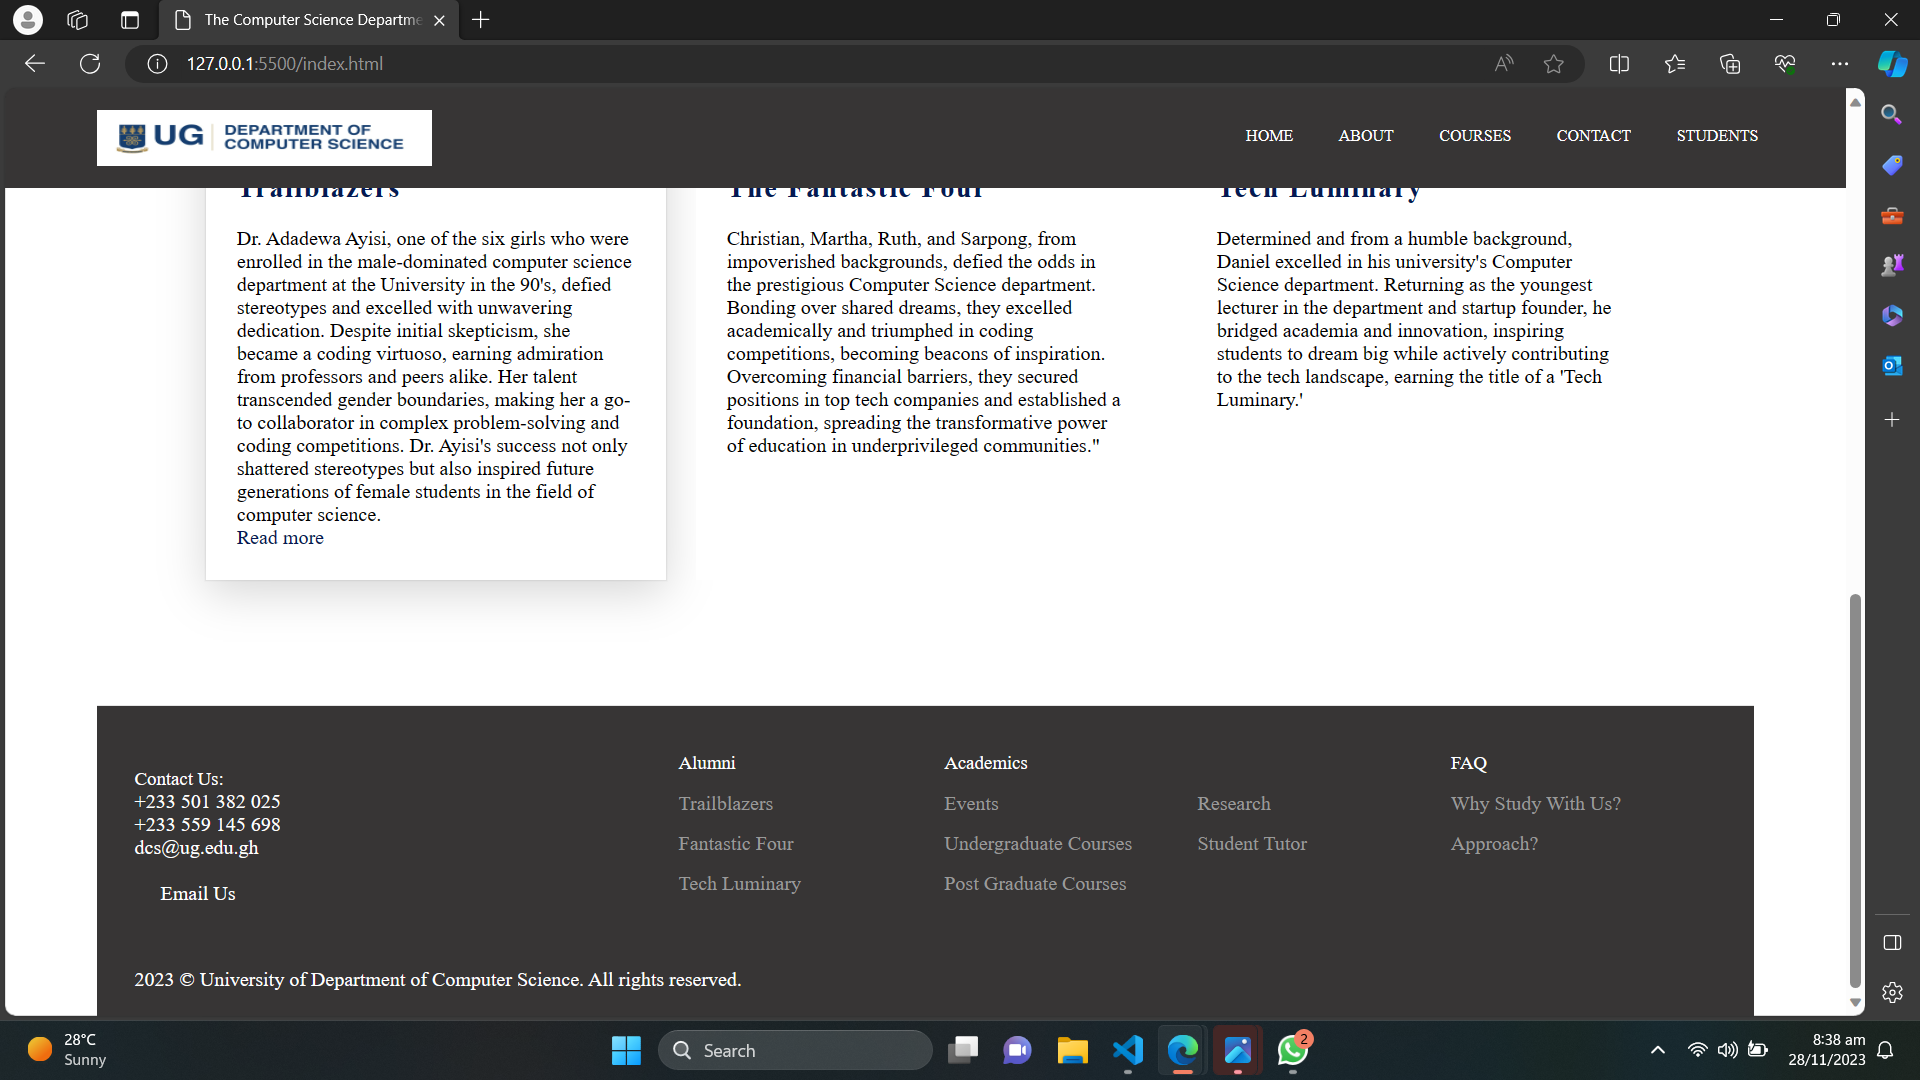 The Computer Science Departme
127.0.0.1:5500/index.html
UG DEPARTMENT OF
COMPUTER SCIENCE
HOME ABOUT COURSES CONTACT STUDENTS
Trailblazers
Dr. Adadewa Ayisi, one of the six girls who were
enrolled in the male-dominated computer science
department at the University in the 90's, defied
stereotypes and excelled with unwavering
dedication. Despite initial skepticism, she
became a coding virtuoso, earning admiration
from professors and peers alike. Her talent
transcended gender boundaries, making her a go-
to collaborator in complex problem-solving and
coding competitions. Dr. Ayisi's success not only
shattered stereotypes but also inspired future
generations of female students in the field of
computer science.
Read more
The Fantastic Four
Christian, Martha, Ruth, and Sarpong, from
impoverished backgrounds, defied the odds in
the prestigious Computer Science department.
Bonding over shared dreams, they excelled
academically and triumphed in coding
competitions, becoming beacons of inspiration.
Overcoming financial barriers, they secured
positions in top tech companies and established a
foundation, spreading the transformative power
of education in underprivileged communities."
Tech Luminary
Determined and from a humble background,
Daniel excelled in his university's Computer
Science department. Returning as the youngest
lecturer in the department and startup founder, he
bridged academia and innovation, inspiring
students to dream big while actively contributing
to the tech landscape, earning the title of a 'Tech
Luminary.'
Contact Us:
+233 501 382 025
+233 559 145 698
dcs@ug.edu.gh
Email Us
Alumni
Trailblazers
Fantastic Four
Tech Luminary
Academics
Events
Undergraduate Courses
Post Graduate Courses
Research
Student Tutor
FAQ
Why Study With Us?
Approach?
2023 © University of Department of Computer Science. All rights reserved.
28°C
Sunny
Search
2
8:38 am
28/11/2023